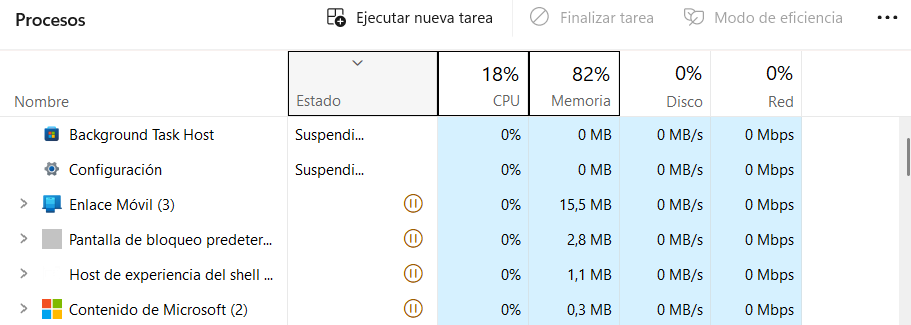 Procesos Ejecutar nueva tarea Finalizar tarea Modo de eficiencia
18% 82% 0% 0%
Nombre Estado CPU Memoria Disco Red
Background Task Host Suspendi... 0% 0 MB 0 MB/s 0 Mbps
Configuración Suspendi... 0% 0 MB 0 MB/s 0 Mbps
Enlace Móvil (3) 0% 15,5 MB 0 MB/s 0 Mbps
Pantalla de bloqueo predeter... 0% 2,8 MB 0 MB/s 0 Mbps
Host de experiencia del shell ... 0% 1,1 MB 0 MB/s 0 Mbps
Contenido de Microsoft (2) 0% 0,3 MB 0 MB/s 0 Mbps